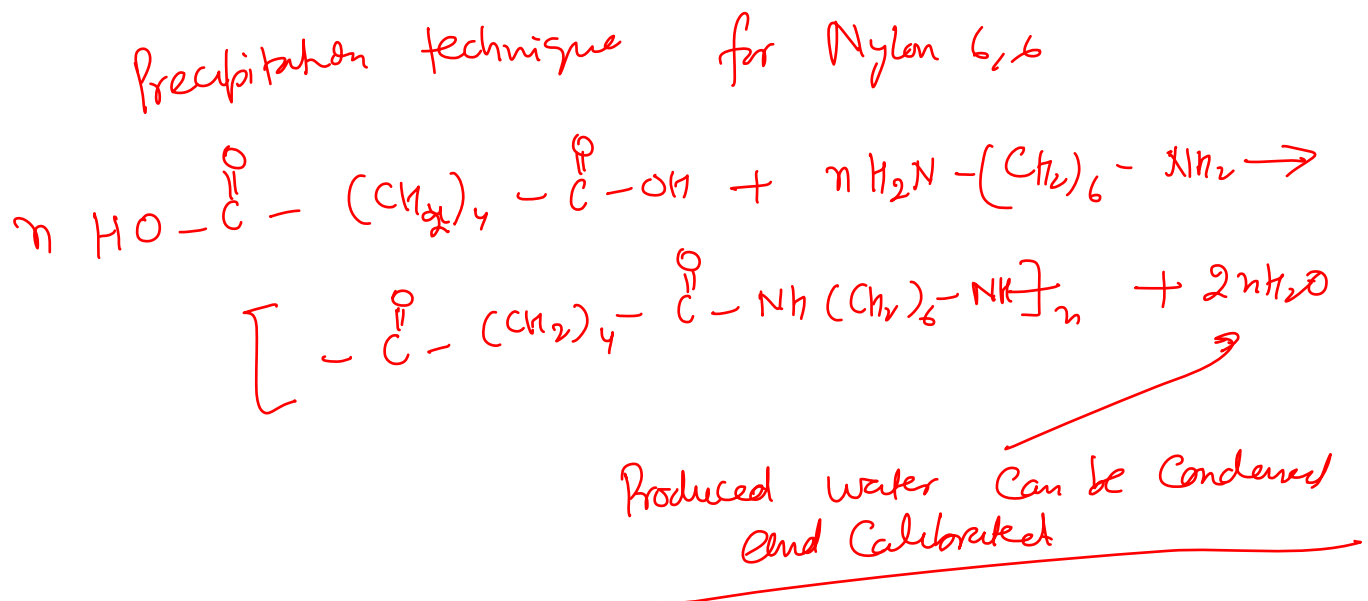 Precipitation technique for Nylon 6,6
n HO-C(=O)-(CH2)4-C(=O)-OH + n H2N-(CH2)6-NH2 →
[-C(=O)-(CH2)4-C(=O)-Nh(CH2)6-NH]n + 2nH2O
Produced water can be Condensed
and Calibrated